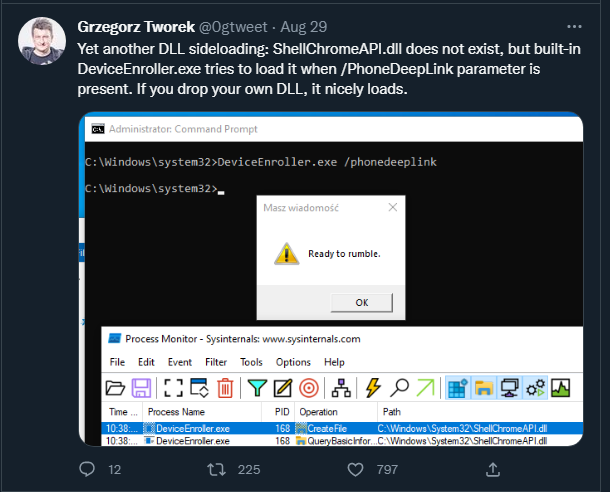 Grzegorz Tworek @0gtweet · Aug 29
Yet another DLL sideloading: ShellChromeAPI.dll does not exist, but built-in
DeviceEnroller.exe tries to load it when /PhoneDeepLink parameter is
present. If you drop your own DLL, it nicely loads.
Administrator: Command Prompt
C:\Windows\system32>DeviceEnroller.exe /phonedeeplink
C:\Windows\system32>
Masz wiadomość
Ready to rumble.
OK
Process Monitor - Sysinternals: www.sysinternals.com
File Edit Event Filter Tools Options Help
Time ... Process Name PID Operation Path
10:38:... DeviceEnroller.exe 168 CreateFile C:\Windows\System32\ShellChromeAPI.dll
10:38:... DeviceEnroller.exe 168 QueryBasicInfor... C:\Windows\System32\ShellChromeAPI.dll
12 225 797